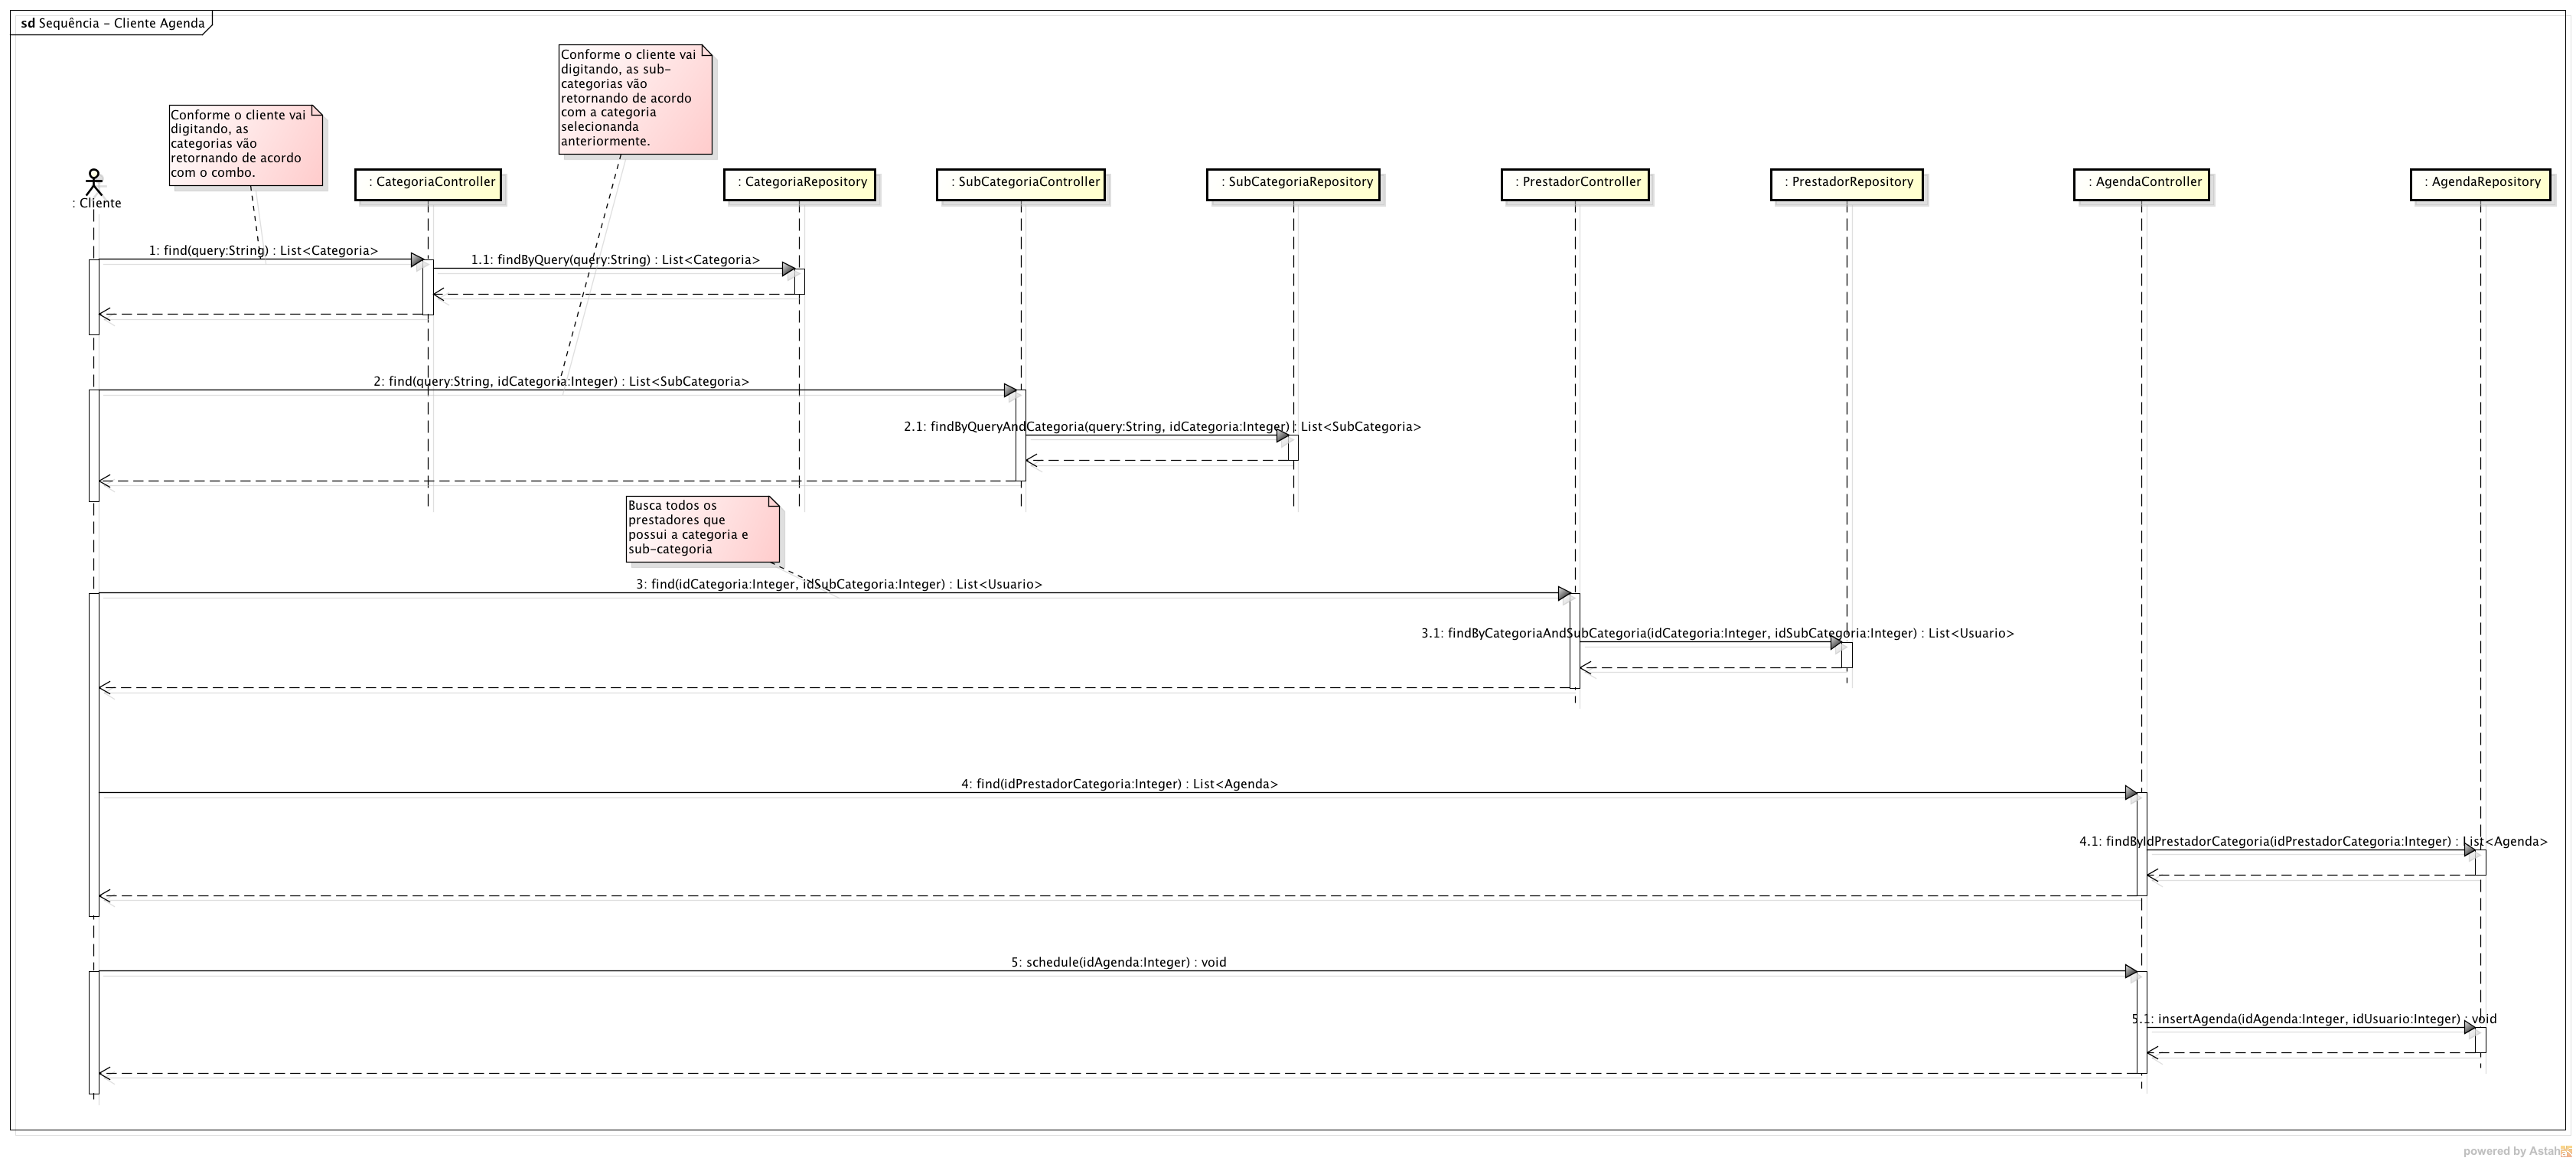 sd Sequência - Cliente Agenda
Conforme o cliente vai
digitando, as sub-
categorias vão
retornando de acordo
com a categoria
selecionanda
anteriormente.
Conforme o cliente vai
digitando, as
categorias vão
retornando de acordo
com o combo.
: Cliente
: CategoriaController
: CategoriaRepository
: SubCategoriaController
: SubCategoriaRepository
: PrestadorController
: PrestadorRepository
: AgendaController
: AgendaRepository
1: find(query:String) : List<Categoria>
1.1: findByQuery(query:String) : List<Categoria>
2: find(query:String, idCategoria:Integer) : List<SubCategoria>
2.1: findByQueryAndCategoria(query:String, idCategoria:Integer) : List<SubCategoria>
Busca todos os
prestadores que
possui a categoria e
sub-categoria
3: find(idCategoria:Integer, idSubCategoria:Integer) : List<Usuario>
3.1: findByCategoriaAndSubCategoria(idCategoria:Integer, idSubCategoria:Integer) : List<Usuario>
4: find(idPrestadorCategoria:Integer) : List<Agenda>
4.1: findByIdPrestadorCategoria(idPrestadorCategoria:Integer) : List<Agenda>
5: schedule(idAgenda:Integer) : void
5.1: insertAgenda(idAgenda:Integer, idUsuario:Integer) : void
powered by Astah